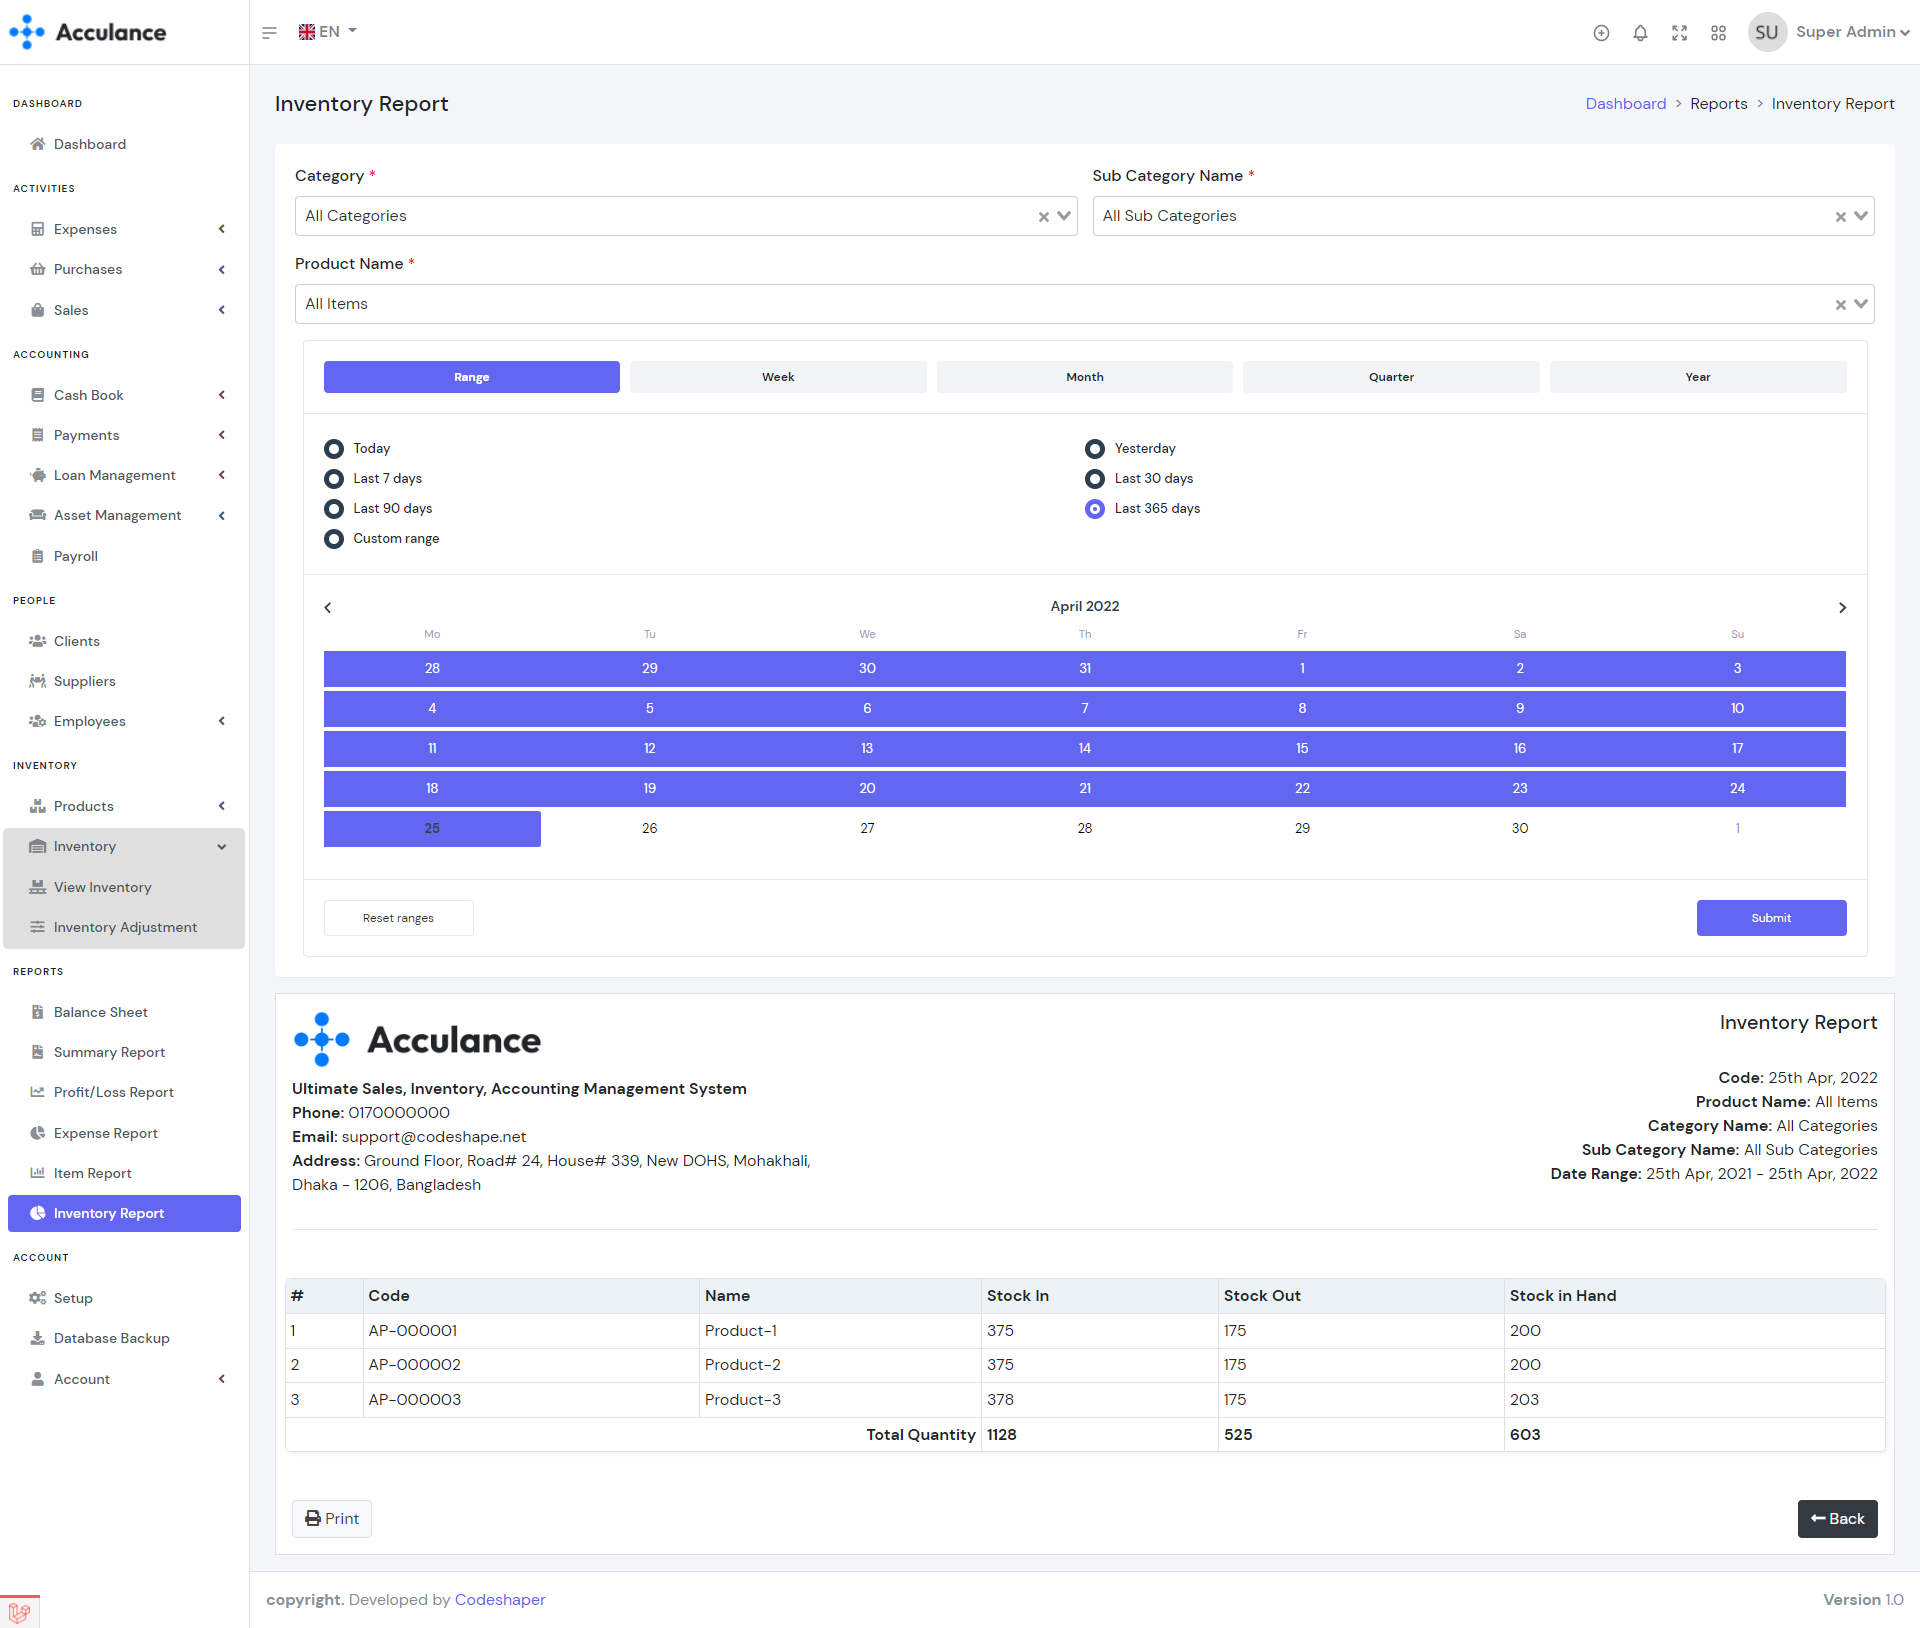 Acculance
EN
SU Super Admin
DASHBOARD
Dashboard
ACTIVITIES
Expenses
Purchases
Sales
ACCOUNTING
Cash Book
Payments
Loan Management
Asset Management
Payroll
PEOPLE
Clients
Suppliers
Employees
INVENTORY
Products
Inventory
View Inventory
Inventory Adjustment
REPORTS
Balance Sheet
Summary Report
Profit/Loss Report
Expense Report
Item Report
Inventory Report
ACCOUNT
Setup
Database Backup
Account
Inventory Report
Dashboard > Reports > Inventory Report
Category * Sub Category Name *
All Categories All Sub Categories
Product Name *
All Items
Range Week Month Quarter Year
Today Yesterday
Last 7 days Last 30 days
Last 90 days Last 365 days
Custom range
April 2022
Mo Tu We Th Fr Sa Su
28 29 30 31 1 2 3
4 5 6 7 8 9 10
11 12 13 14 15 16 17
18 19 20 21 22 23 24
25 26 27 28 29 30 1
Reset ranges Submit
Acculance
Ultimate Sales, Inventory, Accounting Management System
Phone: 0170000000
Email: support@codeshape.net
Address: Ground Floor, Road# 24, House# 339, New DOHS, Mohakhali,
Dhaka - 1206, Bangladesh
Inventory Report
Code: 25th Apr, 2022
Product Name: All Items
Category Name: All Categories
Sub Category Name: All Sub Categories
Date Range: 25th Apr, 2021 - 25th Apr, 2022
# Code Name Stock In Stock Out Stock in Hand
1 AP-000001 Product-1 375 175 200
2 AP-000002 Product-2 375 175 200
3 AP-000003 Product-3 378 175 203
Total Quantity 1128 525 603
Print Back
copyright. Developed by Codeshaper
Version 1.0